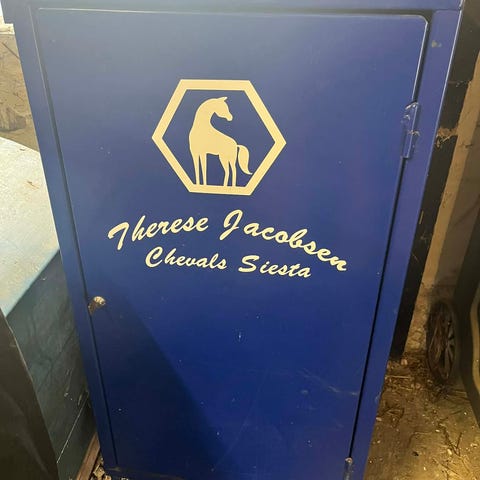 Therese Jacobsen
Chevals Siesta